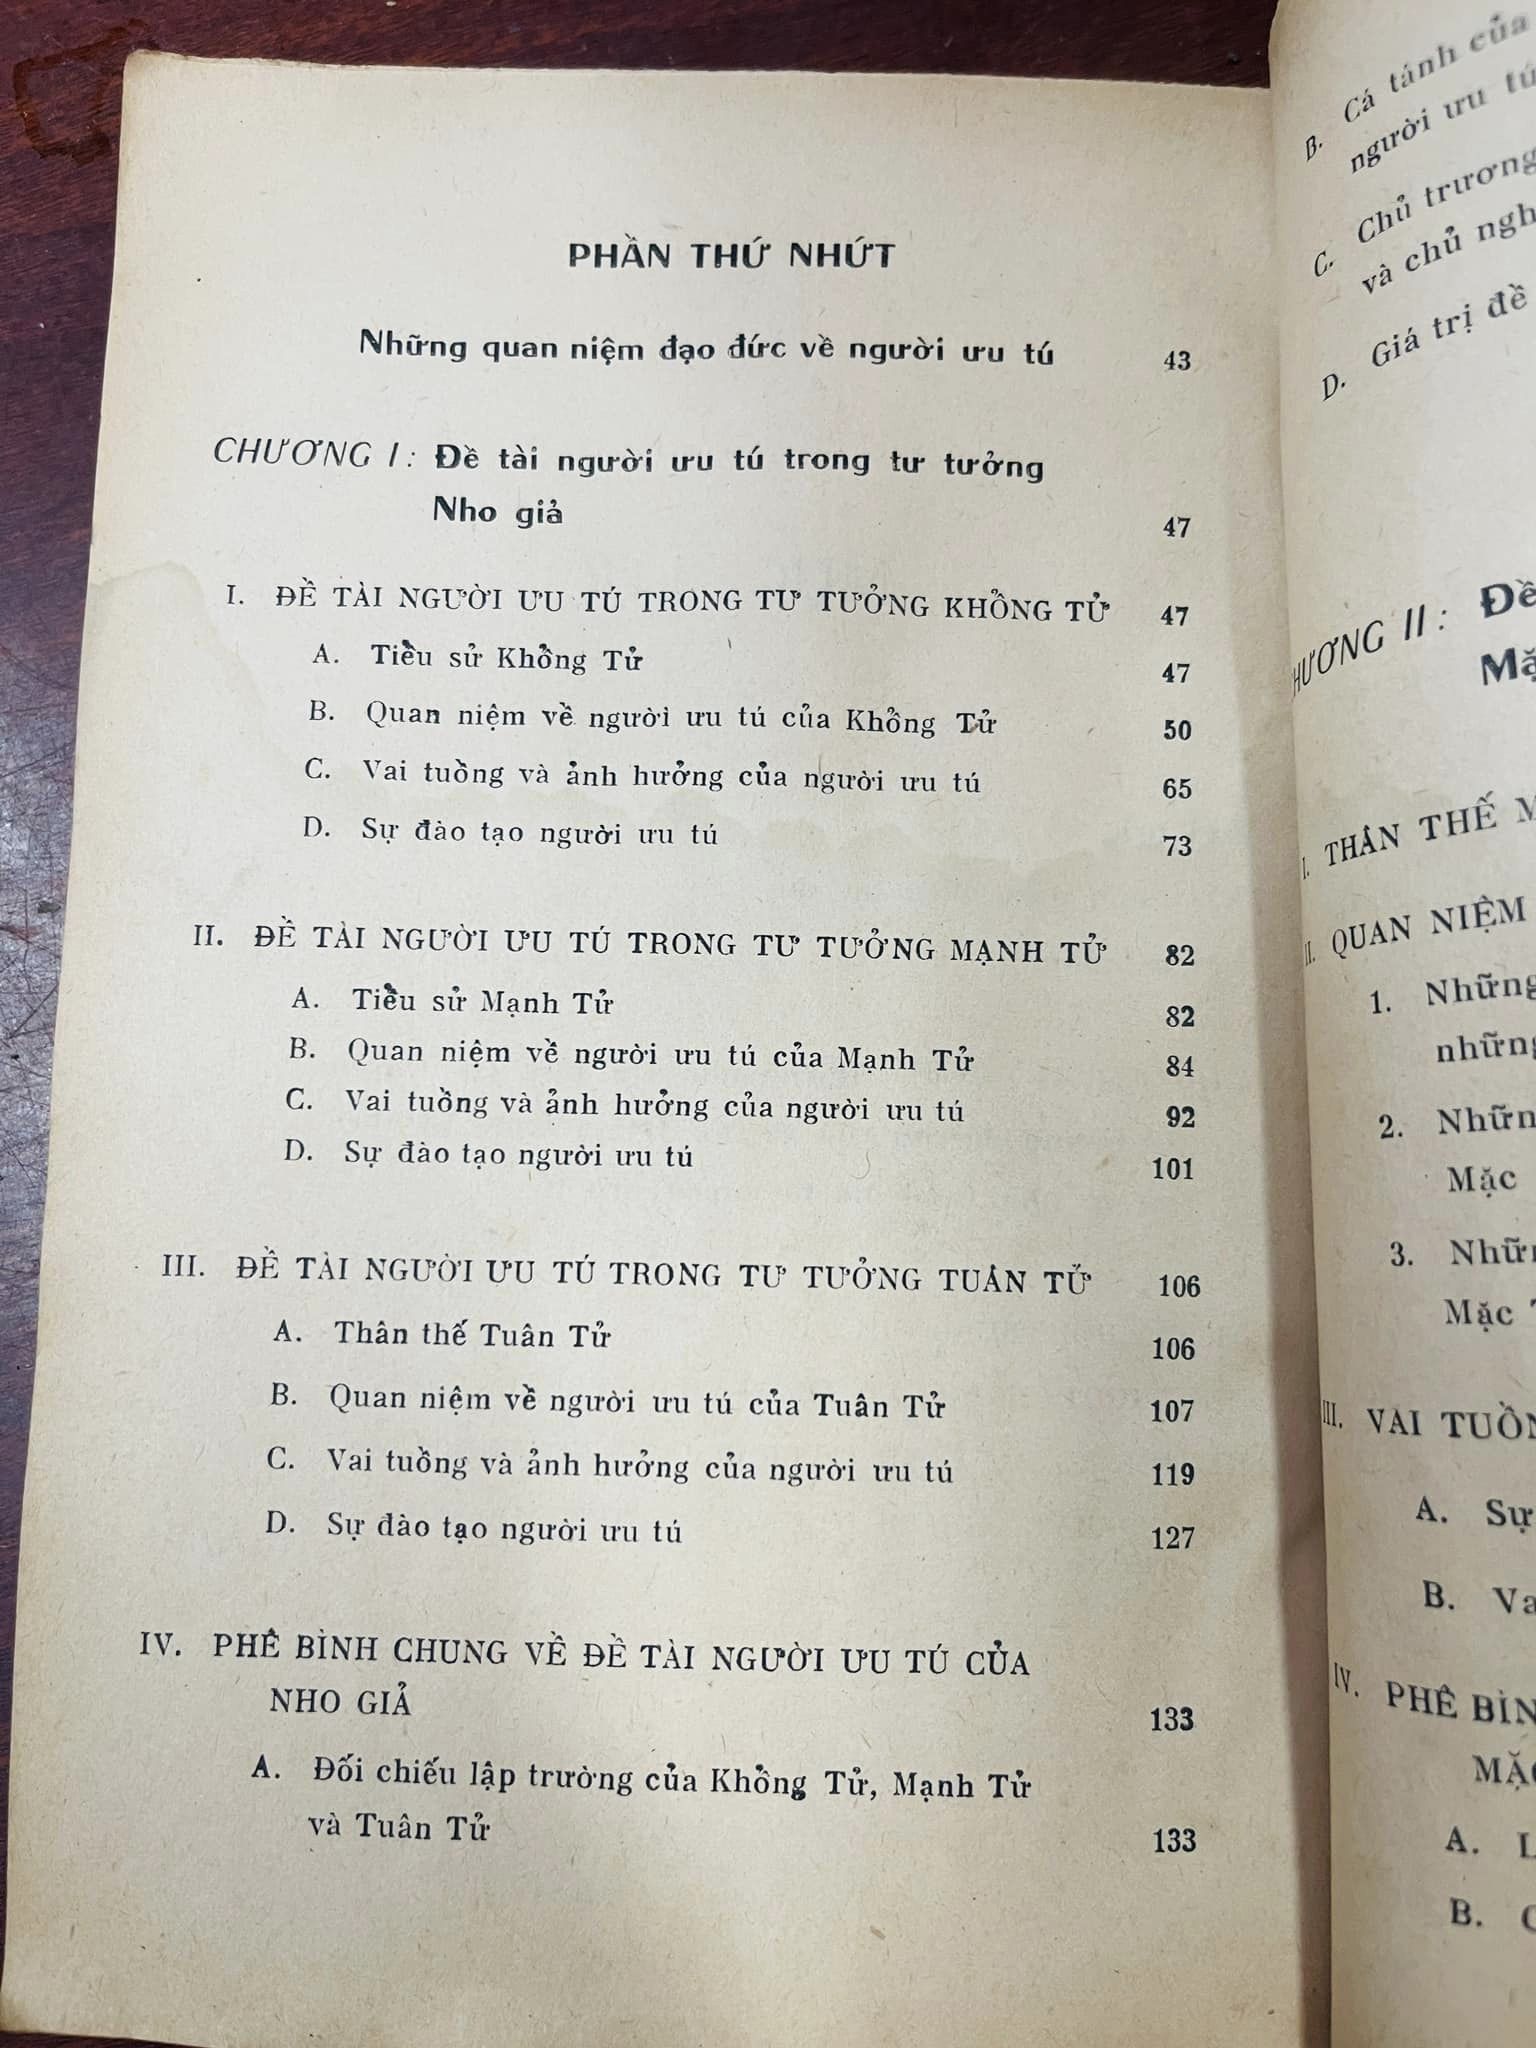 PHẦN THỨ NHỨT
Những quan niệm đạo đức về người ưu tú 43
CHƯƠNG I: Đề tài người ưu tú trong tư tưởng
Nho giả 47
I. ĐỀ TÀI NGƯỜI ƯU TÚ TRONG TƯ TƯỞNG KHỔNG TỬ 47
A. Tiểu sử Khổng Tử 47
B. Quan niệm về người ưu tú của Khổng Tử 50
C. Vai tuồng và ảnh hưởng của người ưu tú 65
D. Sự đào tạo người ưu tú 73
II. ĐỀ TÀI NGƯỜI ƯU TÚ TRONG TƯ TƯỞNG MẠNH TỬ 82
A. Tiểu sử Mạnh Tử 82
B. Quan niệm về người ưu tú của Mạnh Tử 84
C. Vai tuồng và ảnh hưởng của người ưu tú 92
D. Sự đào tạo người ưu tú 101
III. ĐỀ TÀI NGƯỜI ƯU TÚ TRONG TƯ TƯỞNG TUÂN TỬ 106
A. Thân thế Tuân Tử 106
B. Quan niệm về người ưu tú của Tuân Tử 107
C. Vai tuồng và ảnh hưởng của người ưu tú 119
D. Sự đào tạo người ưu tú 127
IV. PHÊ BÌNH CHUNG VỀ ĐỀ TÀI NGƯỜI ƯU TÚ CỦA
NHO GIẢ 133
A. Đối chiếu lập trường của Khổng Tử, Mạnh Tử
và Tuân Tử 133
B. Cá tánh của
người ưu tú
C. Chủ trương
và chủ
D. Giá trị đề
II: Đề
I. THÂN THẾ
II. QUAN NIỆM
1. Những
những
2.
Mặc
3.
Mặc
III. VAI
A. Sự
B.
IV. PHÊ
A.
B.